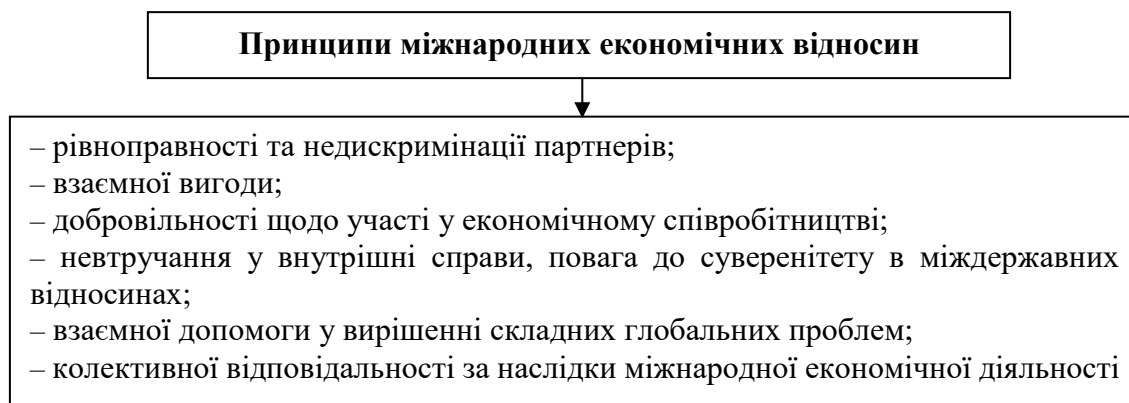 Принципи міжнародних економічних відносин
– рівноправності та недискримінації партнерів;
– взаємної вигоди;
– добровільності щодо участі у економічному співробітництві;
– невтручання у внутрішні справи, повага до суверенітету в міждержавних
відносинах;
– взаємної допомоги у вирішенні складних глобальних проблем;
– колективної відповідальності за наслідки міжнародної економічної діяльності